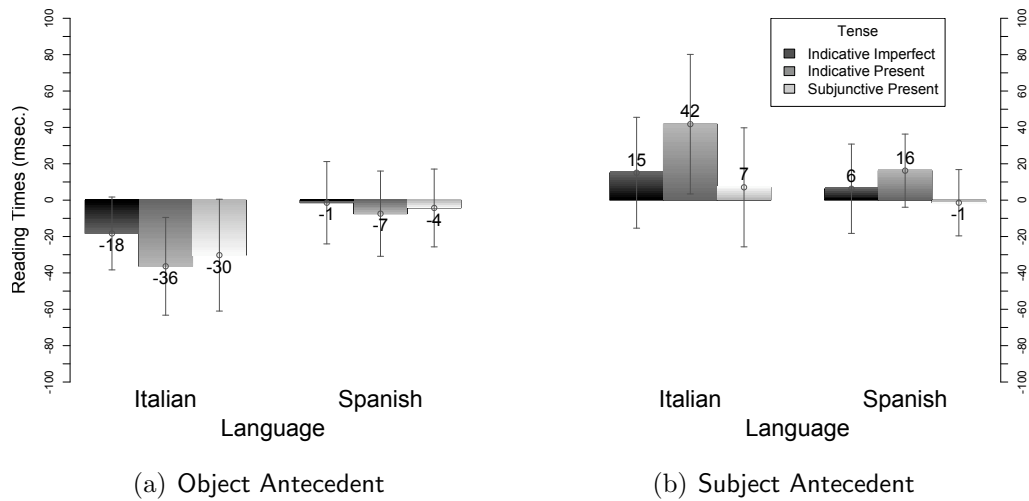 Reading Times (msec.)
100
80
60
40
20
0
-20
-40
-60
-80
-100
-18
-36
-30
-1
-7
-4
Italian
Spanish
Language
(a) Object Antecedent
Tense
Indicative Imperfect
Indicative Present
Subjunctive Present
15
42
7
6
16
-1
100
80
60
40
20
0
-20
-40
-60
-80
-100
Italian
Spanish
Language
(b) Subject Antecedent